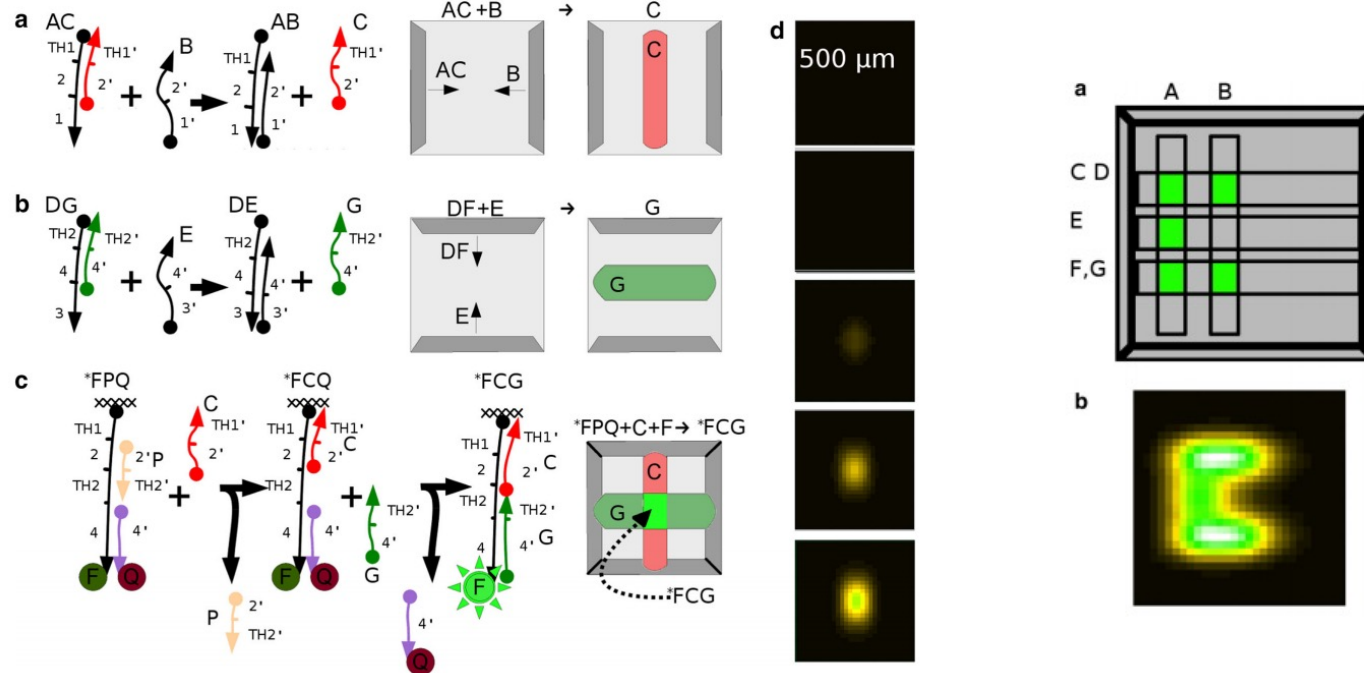 a
AC
TH1
2
1
TH1'
2'
+
B
2'
1'
AB
TH1
2
1
2'
1'
+
C
TH1'
2'
AC+B → C
AC
B
C
b
DG
TH2
4
3
TH2'
4'
+
E
4'
3'
DE
TH2
4
3
4'
3'
+
G
TH2'
4'
DF+E → G
DF
E
G
c
*FPQ
TH1
2
TH2
4
2'P
TH2'
4'
F Q
+
C
TH1'
2'
P
2'
TH2'
*FCQ
TH1
2
TH2
4
TH1'
C
2'
4'
F Q
+
TH2'
4'
G
4'
Q
*FCG
TH1
2
TH2
4
TH1'
2' C
TH2'
4' G
F
*FPQ+C+F→ *FCG
C
G
*FCG
d
500 μm
a
A B
C D
E
F,G
b